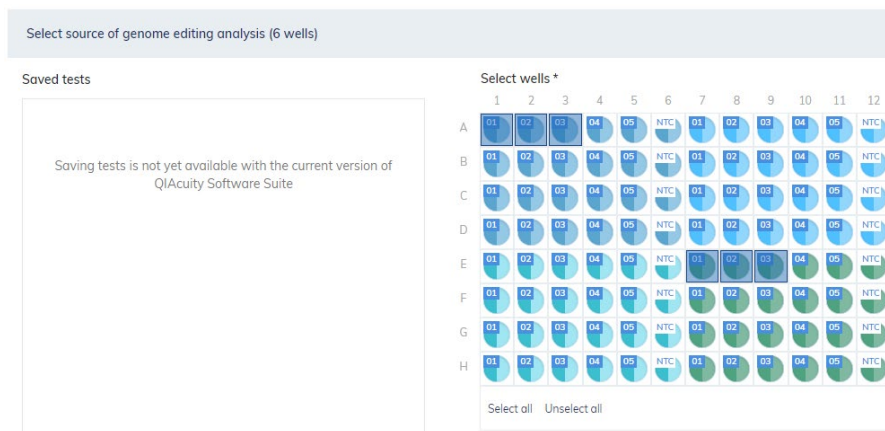 Select source of genome editing analysis (6 wells)
Saved tests
Saving tests is not yet available with the current version of
QIAcuity Software Suite
Select wells *
1 2 3 4 5 6 7 8 9 10 11 12
A 01 02 03 04 05 NTC 01 02 03 04 05 NTC
B 01 02 03 04 05 NTC 01 02 03 04 05 NTC
C 01 02 03 04 05 NTC 01 02 03 04 05 NTC
D 01 02 03 04 05 NTC 01 02 03 04 05 NTC
E 01 02 03 04 05 NTC 01 02 03 04 05 NTC
F 01 02 03 04 05 NTC 01 02 03 04 05 NTC
G 01 02 03 04 05 NTC 01 02 03 04 05 NTC
H 01 02 03 04 05 NTC 01 02 03 04 05 NTC
Select all Unselect all